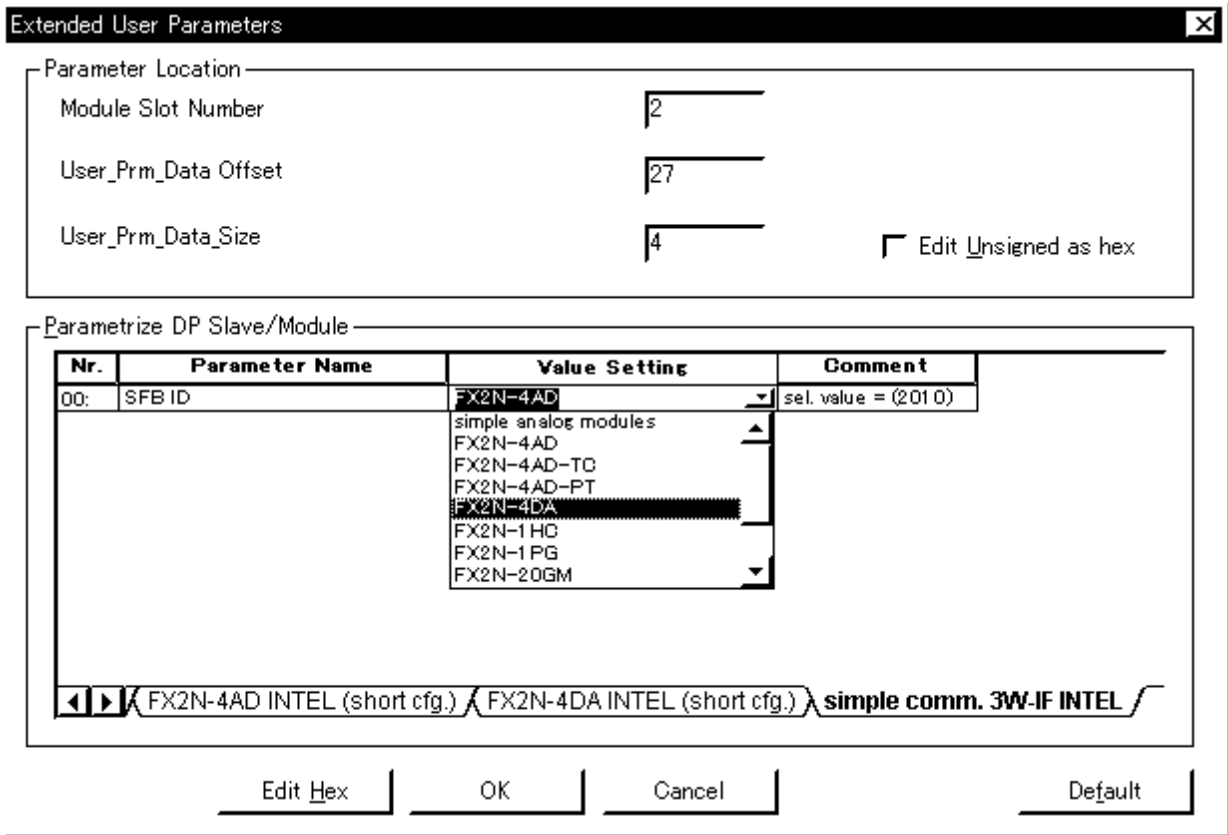 Extended User Parameters
Parameter Location
Module Slot Number 2
User_Prm_Data Offset 27
User_Prm_Data_Size 4
Edit Unsigned as hex
Parametrize DP Slave/Module
Nr. Parameter Name Value Setting Comment
00: SFB ID FX2N-4AD sel. value = (2010)
simple analog modules
FX2N-4AD
FX2N-4AD-TC
FX2N-4AD-PT
FX2N-4DA
FX2N-1HC
FX2N-1PG
FX2N-20GM
FX2N-4AD INTEL (short cfg.) FX2N-4DA INTEL (short cfg.) simple comm. 3W-IF INTEL
Edit Hex OK Cancel Default